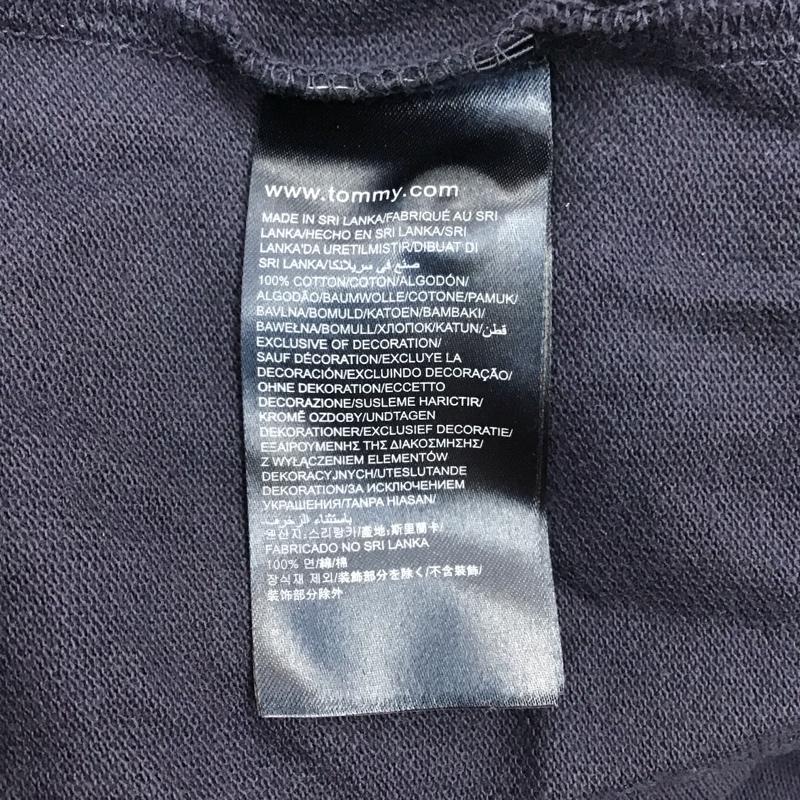 www.tommy.com
MADE IN SRI LANKA/FABRIQUÉ AU SRI
LANKA/HECHO EN SRI LANKA/SRI
LANKA'DA URETILMISTIR/DIBUAT DI
SRI LANKA/صنع في سريلانكا
100% COTTON/COTON/ALGODÓN/
ALGODÃO/BAUMWOLLE/COTONE/PAMUK/
BAVLNA/BOMULD/KATOEN/BAMBAKI/
BAWEŁNA/BOMULL/ХЛОПОК/KATUN/قطن
EXCLUSIVE OF DECORATION/
SAUF DÉCORATION/EXCLUYE LA
DECORACIÓN/EXCLUINDO DECORAÇÃO/
OHNE DEKORATION/ECCETTO
DECORAZIONE/SUSLEME HARICTIR/
KROMĚ OZDOBY/UNDTAGEN
DEKORATIONER/EXCLUSIEF DECORATIE/
ΕΞΑΙΡΟΥΜΕΝΗΣ ΤΗΣ ΔΙΑΚΟΣΜΗΣΗΣ/
Z WYŁĄCZENIEM ELEMENTÓW
DEKORACYJNYCH/UTESLUTANDE
DEKORATION/ЗА ИСКЛЮЧЕНИЕМ
УКРАШЕНИЯ/TANPA HIASAN/
باستثناء الزخرف
원산지:스리랑카/產地:斯里蘭卡/
FABRICADO NO SRI LANKA
100% 면/綿/棉
장식재 제외/装飾部分を除く/不含裝飾/
装饰部分除外